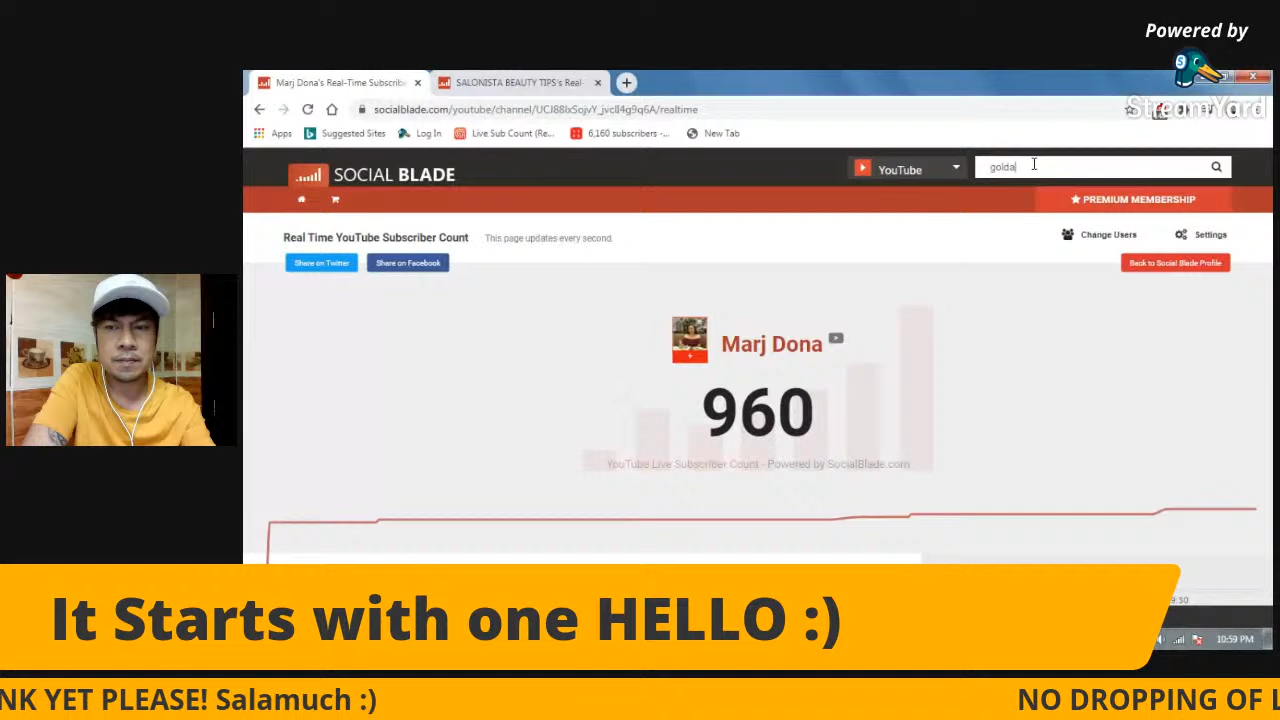 Powered by
StreamYard
Marj Dona's Real-Time Subscribe
SALONISTA BEAUTY TIPS's Real-
socialblade.com/youtube/channel/UCJ88lxSojvY_jvclI4g9q6A/realtime
Apps
Suggested Sites
Log In
Live Sub Count (Re...
6,160 subscribers -...
New Tab
SOCIAL BLADE
YouTube
golda
PREMIUM MEMBERSHIP
Real Time YouTube Subscriber Count
This page updates every second.
Change Users
Settings
Share on Twitter
Share on Facebook
Back to Social Blade Profile
Marj Dona
960
YouTube Live Subscriber Count - Powered by SocialBlade.com
10:59 PM
It Starts with one HELLO :)
NK YET PLEASE! Salamuch :)
NO DROPPING OF L